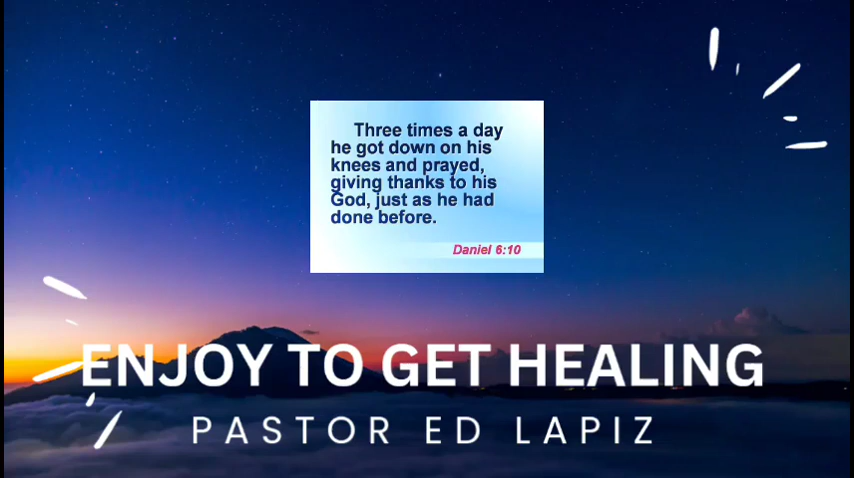 Three times a day
he got down on his
knees and prayed,
giving thanks to his
God, just as he had
done before.
Daniel 6:10
ENJOY TO GET HEALING
PASTOR ED LAPIZ